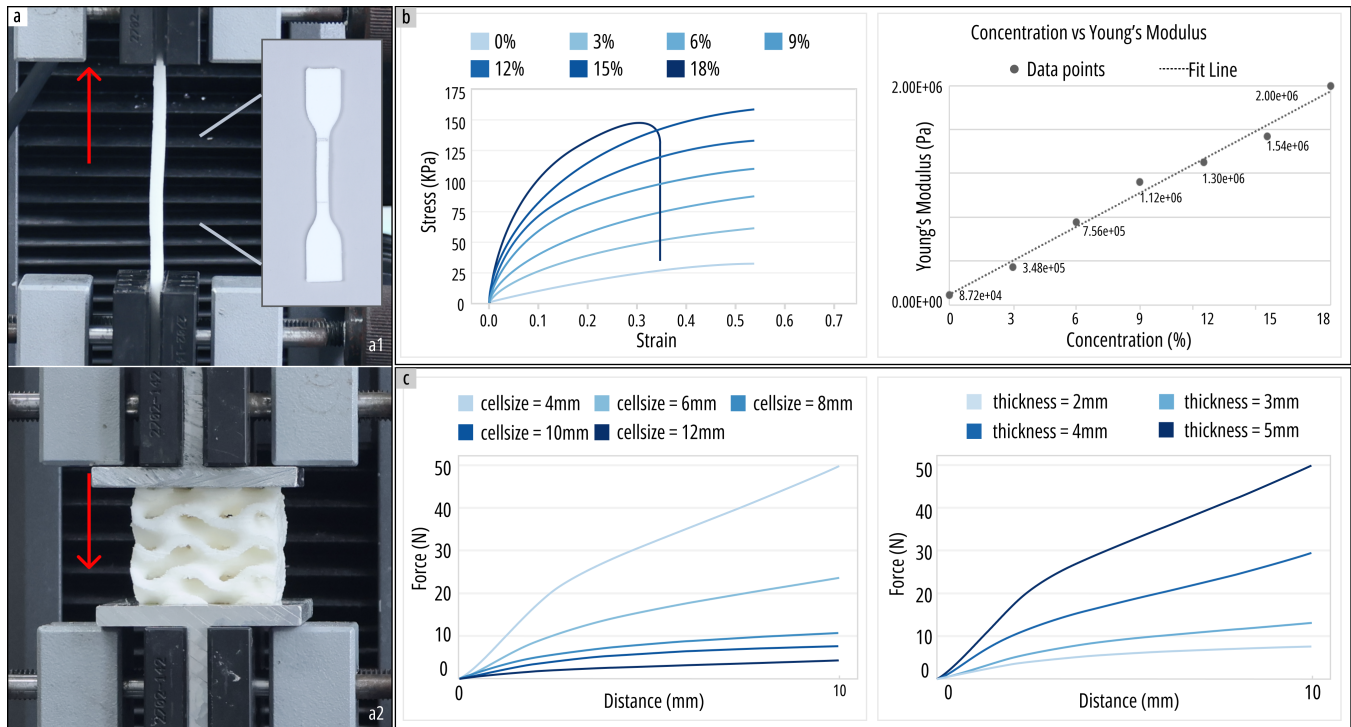 a
2202-142
a1
2202-142
a2
b
0% 3% 6% 9%
12% 15% 18%
Stress (KPa)
175
150
125
100
75
50
25
0
0.0 0.1 0.2 0.3 0.4 0.5 0.6 0.7
Strain
Concentration vs Young's Modulus
Data points Fit Line
Young's Modulus (Pa)
2.00E+06
0.00E+00
2.00e+06
1.54e+06
1.30e+06
1.12e+06
7.56e+05
3.48e+05
8.72e+04
0 3 6 9 12 15 18
Concentration (%)
c
cellsize = 4mm cellsize = 6mm cellsize = 8mm
cellsize = 10mm cellsize = 12mm
Force (N)
50
40
30
20
10
0
0 10
Distance (mm)
thickness = 2mm thickness = 3mm
thickness = 4mm thickness = 5mm
Force (N)
50
40
30
20
10
0
0 10
Distance (mm)